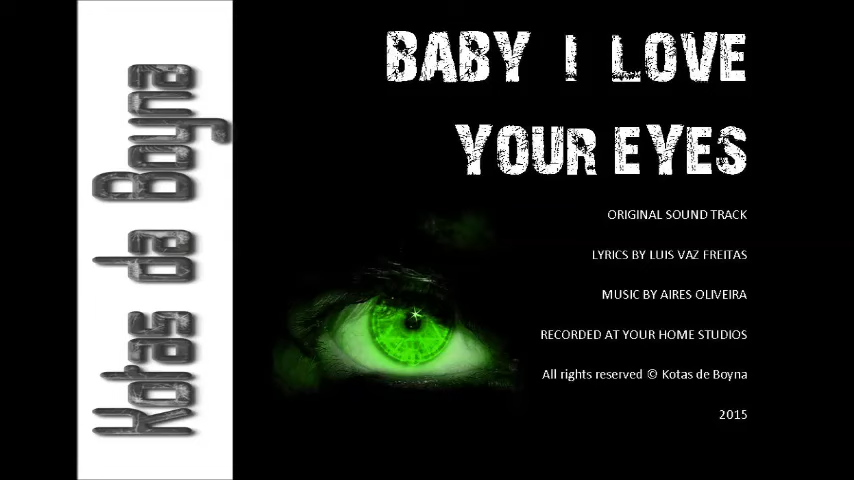 Kotas da Boyna
BABY I LOVE
YOUR EYES
ORIGINAL SOUND TRACK
LYRICS BY LUIS VAZ FREITAS
MUSIC BY AIRES OLIVEIRA
RECORDED AT YOUR HOME STUDIOS
All rights reserved © Kotas de Boyna
2015